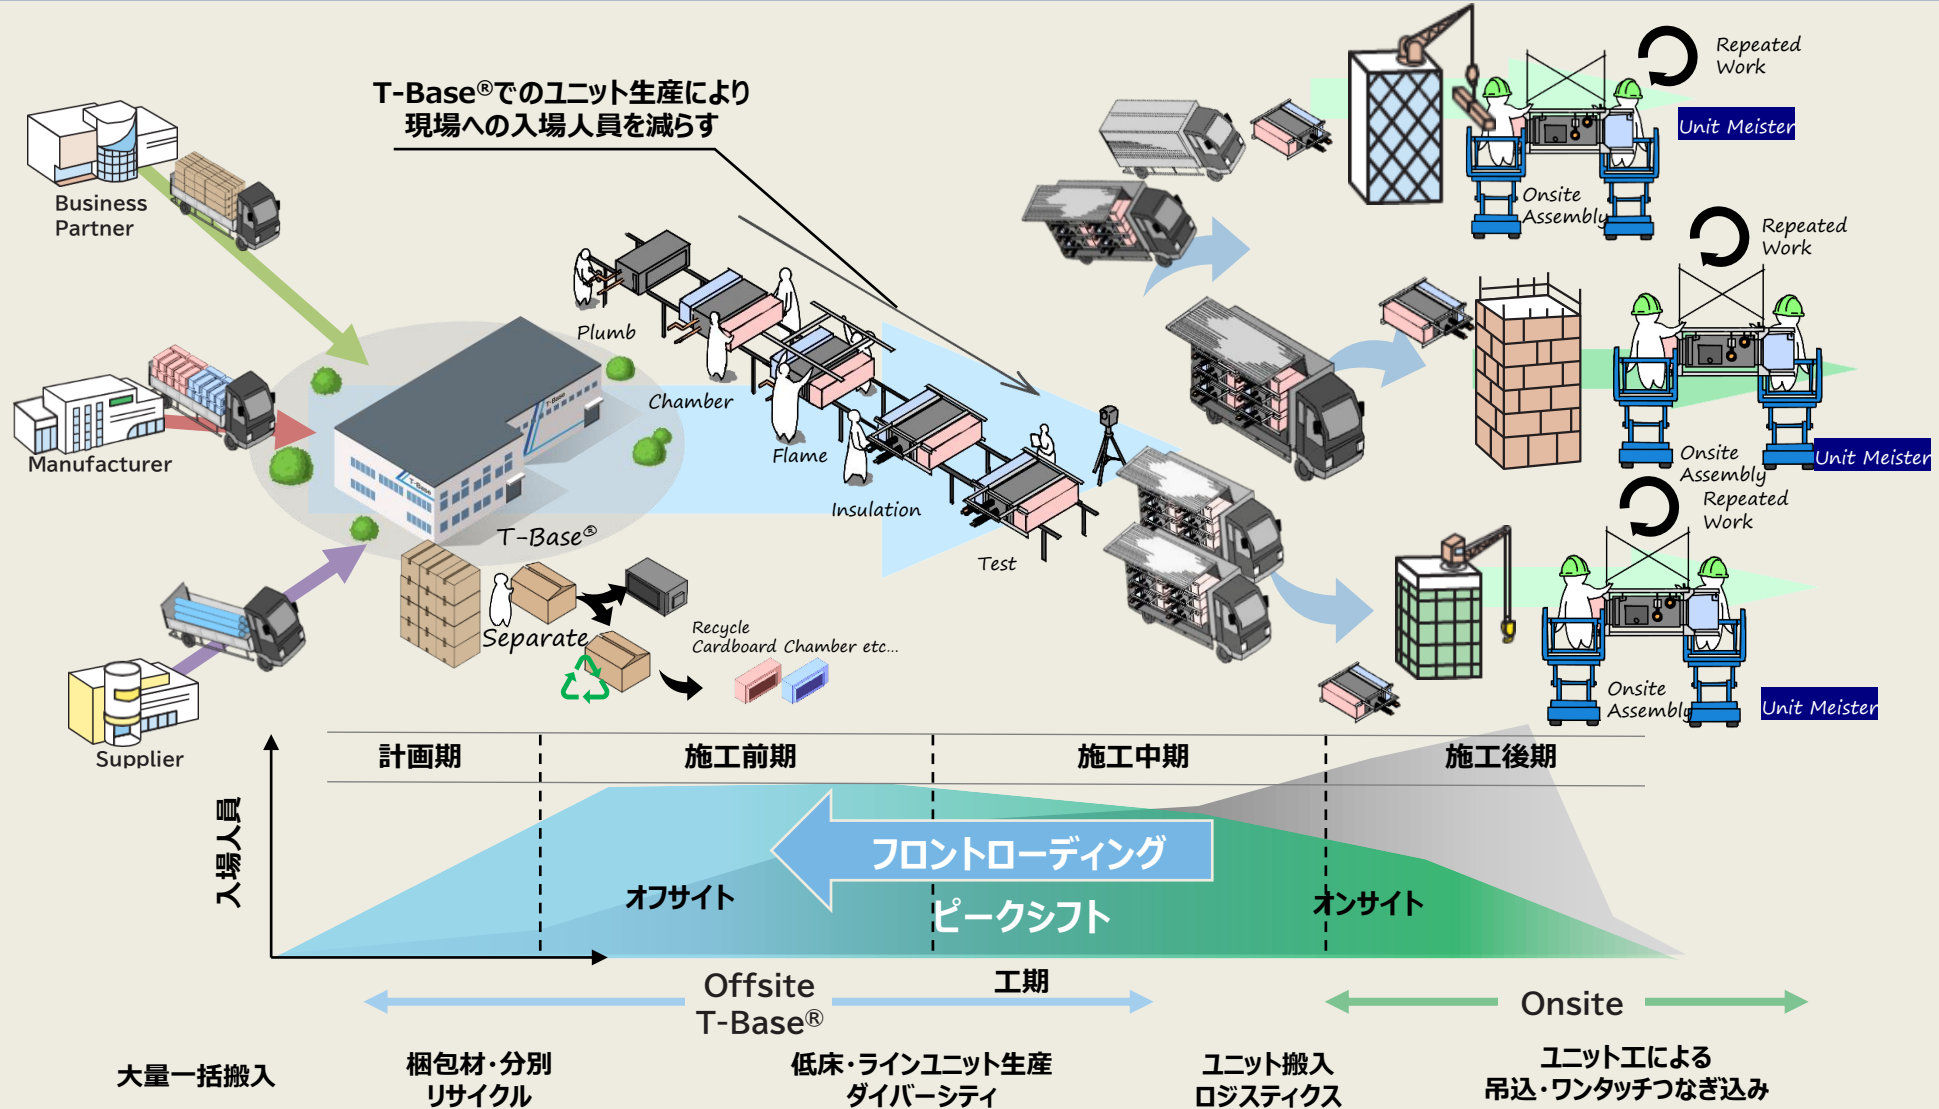 T-Base®でのユニット生産により
現場への入場人員を減らす
Business
Partner
Manufacturer
Supplier
T-Base
T-Base
T-Base®
Plumb
Chamber
Flame
Insulation
Test
Separate
Recycle
Cardboard Chamber etc...
Repeated
Work
Unit Meister
Onsite
Assembly
Repeated
Work
Unit Meister
Onsite
Assembly
Repeated
Work
Unit Meister
Onsite
Assembly
計画期
施工前期
施工中期
施工後期
入場人員
フロントローディング
オフサイト
ピークシフト
オンサイト
工期
Offsite
T-Base®
Onsite
大量一括搬入
梱包材・分別
リサイクル
低床・ラインユニット生産
ダイバーシティ
ユニット搬入
ロジスティクス
ユニット工による
吊込・ワンタッチつなぎ込み